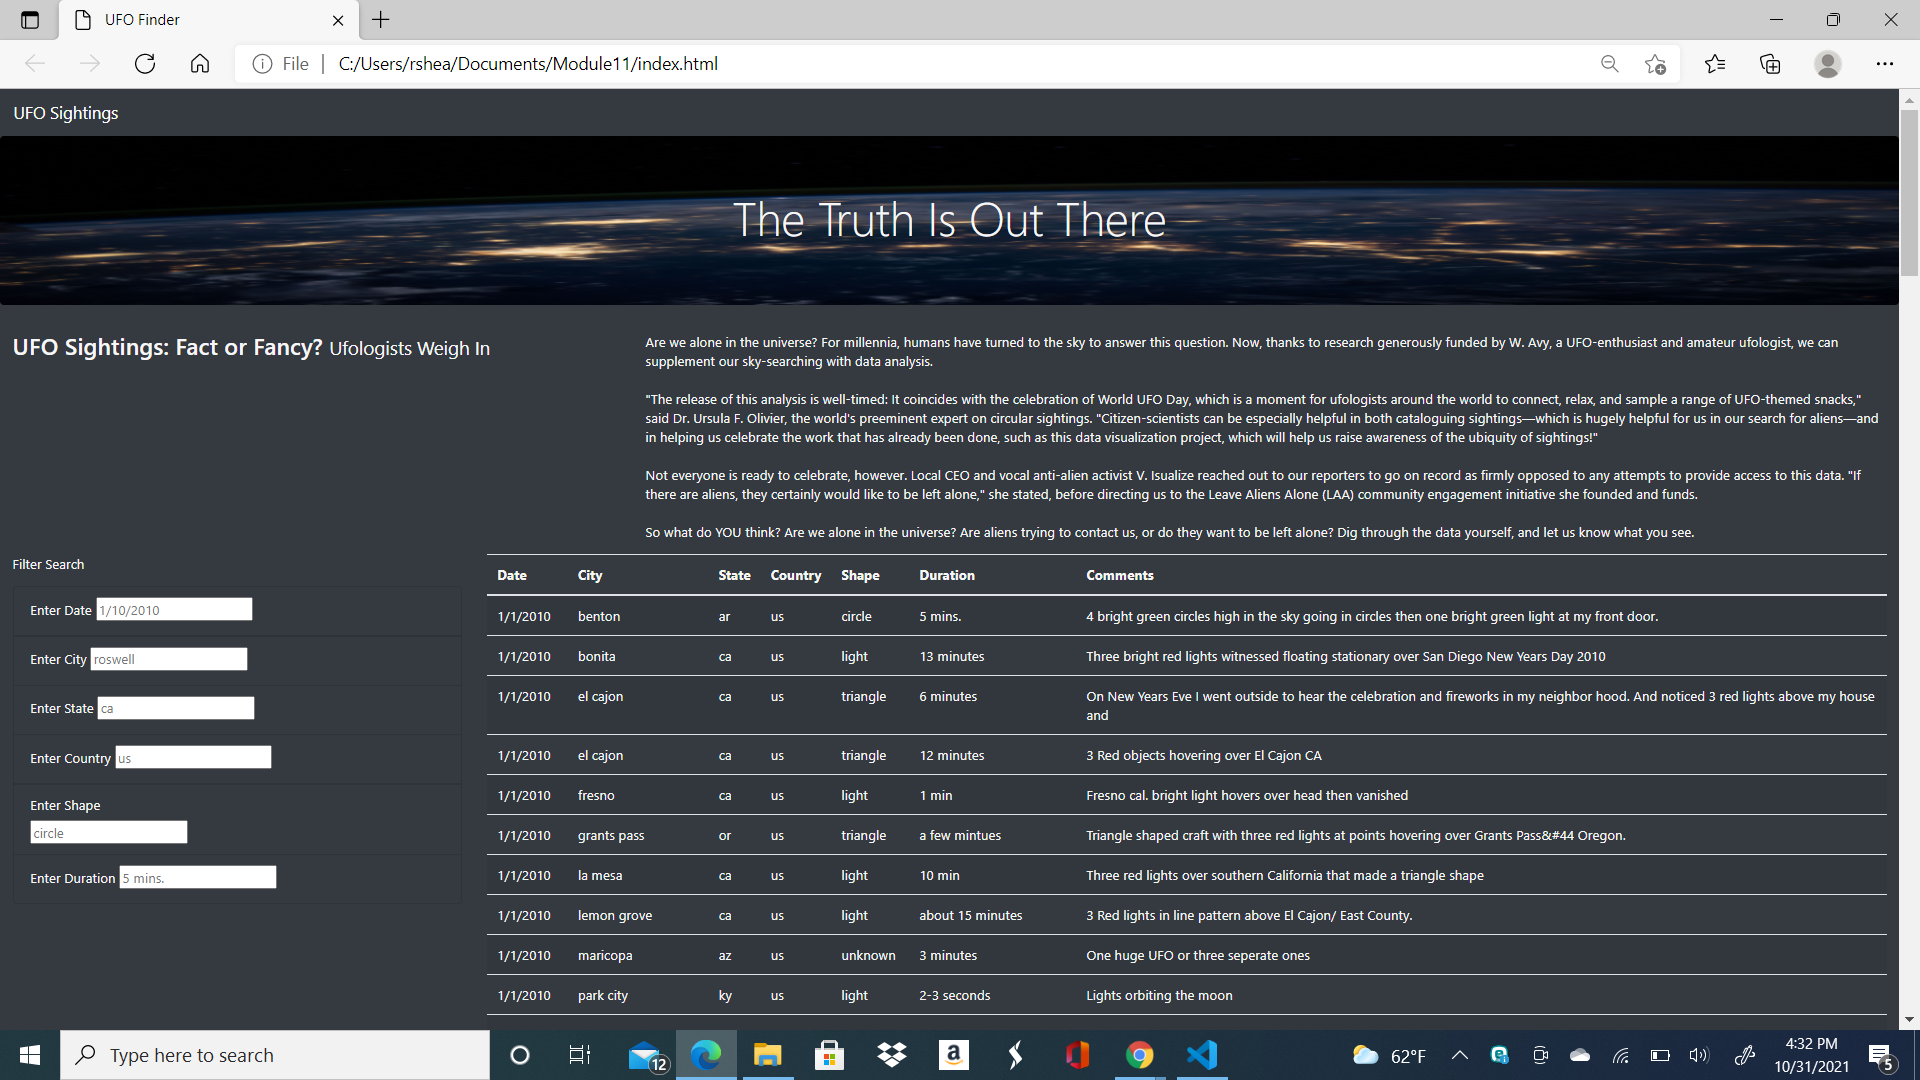 UFO Finder
File | C:/Users/rshea/Documents/Module11/index.html
UFO Sightings
The Truth Is Out There
UFO Sightings: Fact or Fancy? Ufologists Weigh In
Are we alone in the universe? For millennia, humans have turned to the sky to answer this question. Now, thanks to research generously funded by W. Avy, a UFO-enthusiast and amateur ufologist, we can
supplement our sky-searching with data analysis.
"The release of this analysis is well-timed: It coincides with the celebration of World UFO Day, which is a moment for ufologists around the world to connect, relax, and sample a range of UFO-themed snacks,"
said Dr. Ursula F. Olivier, the world's preeminent expert on circular sightings. "Citizen-scientists can be especially helpful in both cataloguing sightings—which is hugely helpful for us in our search for aliens—and
in helping us celebrate the work that has already been done, such as this data visualization project, which will help us raise awareness of the ubiquity of sightings!"
Not everyone is ready to celebrate, however. Local CEO and vocal anti-alien activist V. Isualize reached out to our reporters to go on record as firmly opposed to any attempts to provide access to this data. "If
there are aliens, they certainly would like to be left alone," she stated, before directing us to the Leave Aliens Alone (LAA) community engagement initiative she founded and funds.
So what do YOU think? Are we alone in the universe? Are aliens trying to contact us, or do they want to be left alone? Dig through the data yourself, and let us know what you see.
Filter Search
Enter Date 1/10/2010
Enter City roswell
Enter State ca
Enter Country us
Enter Shape
circle
Enter Duration 5 mins.
Date City State Country Shape Duration Comments
1/1/2010 benton ar us circle 5 mins. 4 bright green circles high in the sky going in circles then one bright green light at my front door.
1/1/2010 bonita ca us light 13 minutes Three bright red lights witnessed floating stationary over San Diego New Years Day 2010
1/1/2010 el cajon ca us triangle 6 minutes On New Years Eve I went outside to hear the celebration and fireworks in my neighbor hood. And noticed 3 red lights above my house
and
1/1/2010 el cajon ca us triangle 12 minutes 3 Red objects hovering over El Cajon CA
1/1/2010 fresno ca us light 1 min Fresno cal. bright light hovers over head then vanished
1/1/2010 grants pass or us triangle a few mintues Triangle shaped craft with three red lights at points hovering over Grants Pass&#44 Oregon.
1/1/2010 la mesa ca us light 10 min Three red lights over southern California that made a triangle shape
1/1/2010 lemon grove ca us light about 15 minutes 3 Red lights in line pattern above El Cajon/ East County.
1/1/2010 maricopa az us unknown 3 minutes One huge UFO or three seperate ones
1/1/2010 park city ky us light 2-3 seconds Lights orbiting the moon
Type here to search
12
a
62°F
4:32 PM
10/31/2021
5